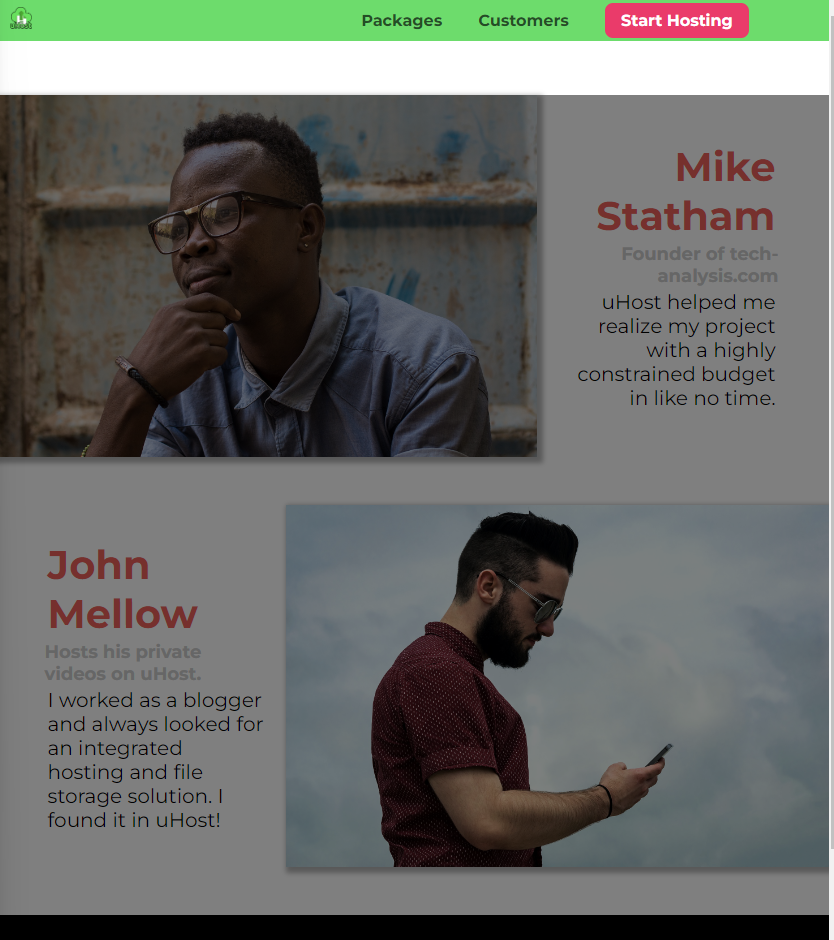 uHost
Packages
Customers
Start Hosting
Mike
Statham
Founder of tech-
analysis.com
uHost helped me
realize my project
with a highly
constrained budget
in like no time.
John
Mellow
Hosts his private
videos on uHost.
I worked as a blogger
and always looked for
an integrated
hosting and file
storage solution. I
found it in uHost!